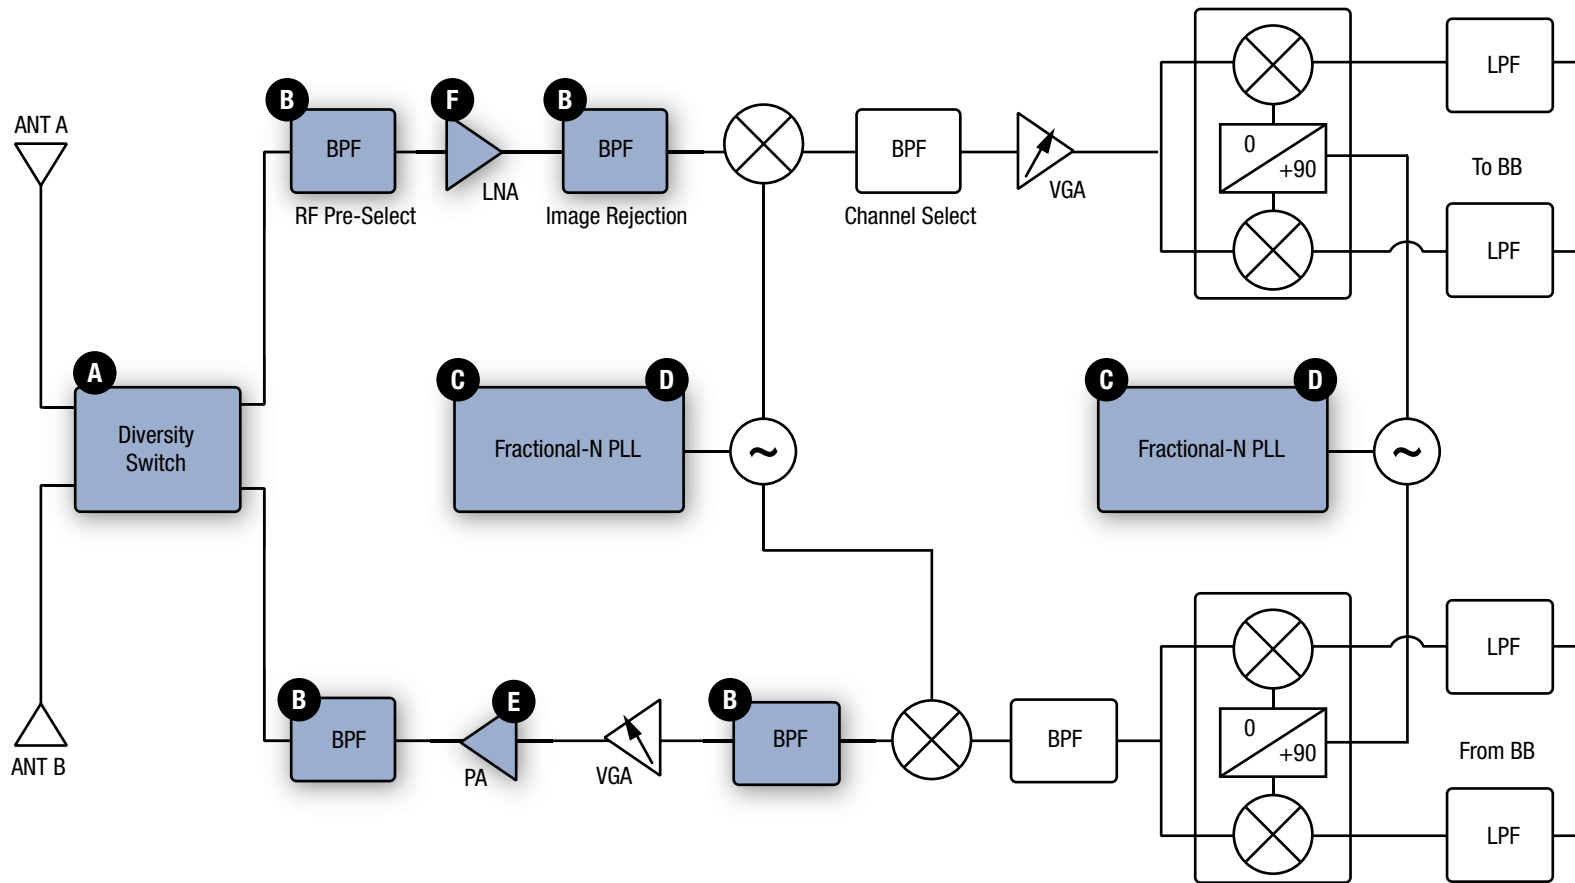 B
F
B
ANT A
BPF
LNA
BPF
RF Pre-Select
Image Rejection
BPF
Channel Select
VGA
0
+90
LPF
To BB
LPF
A
Diversity
Switch
C
D
Fractional-N PLL
~
C
D
Fractional-N PLL
~
ANT B
B
BPF
E
PA
VGA
B
BPF
BPF
0
+90
LPF
From BB
LPF